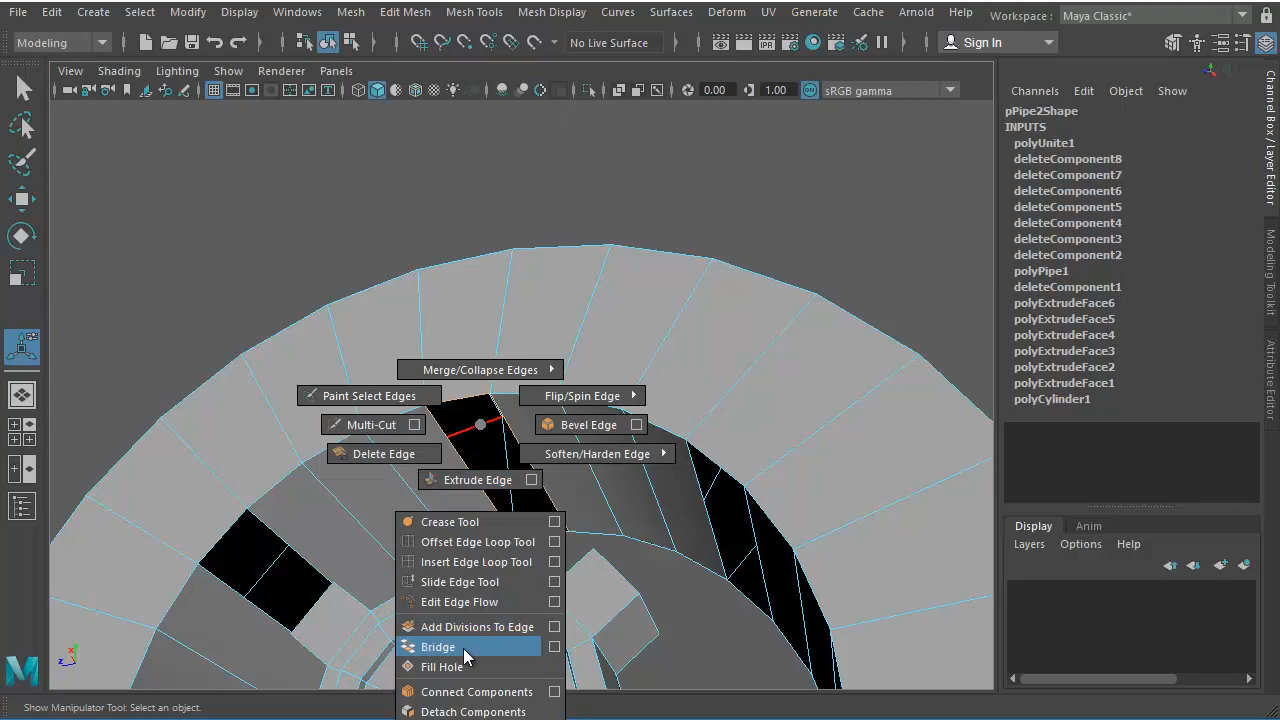 File Edit Create Select Modify Display Windows Mesh Edit Mesh Mesh Tools Mesh Display Curves Surfaces Deform UV Generate Cache Arnold Help Workspace : Maya Classic*
Modeling No Live Surface Sign In
View Shading Lighting Show Renderer Panels
0.00 1.00 ON sRGB gamma
Channels Edit Object Show
pPipe2Shape
INPUTS
polyUnite1
deleteComponent8
deleteComponent7
deleteComponent6
deleteComponent5
deleteComponent4
deleteComponent3
deleteComponent2
polyPipe1
deleteComponent1
polyExtrudeFace6
polyExtrudeFace5
polyExtrudeFace4
polyExtrudeFace3
polyExtrudeFace2
polyExtrudeFace1
polyCylinder1
Channel Box / Layer Editor
Modeling Toolkit
Attribute Editor
Merge/Collapse Edges
Paint Select Edges Flip/Spin Edge
Multi-Cut Bevel Edge
Delete Edge Soften/Harden Edge
Extrude Edge
Crease Tool
Offset Edge Loop Tool
Insert Edge Loop Tool
Slide Edge Tool
Edit Edge Flow
Add Divisions To Edge
Bridge
Fill Hole
Connect Components
Detach Components
Display Anim
Layers Options Help
z x
M
Show Manipulator Tool: Select an object.